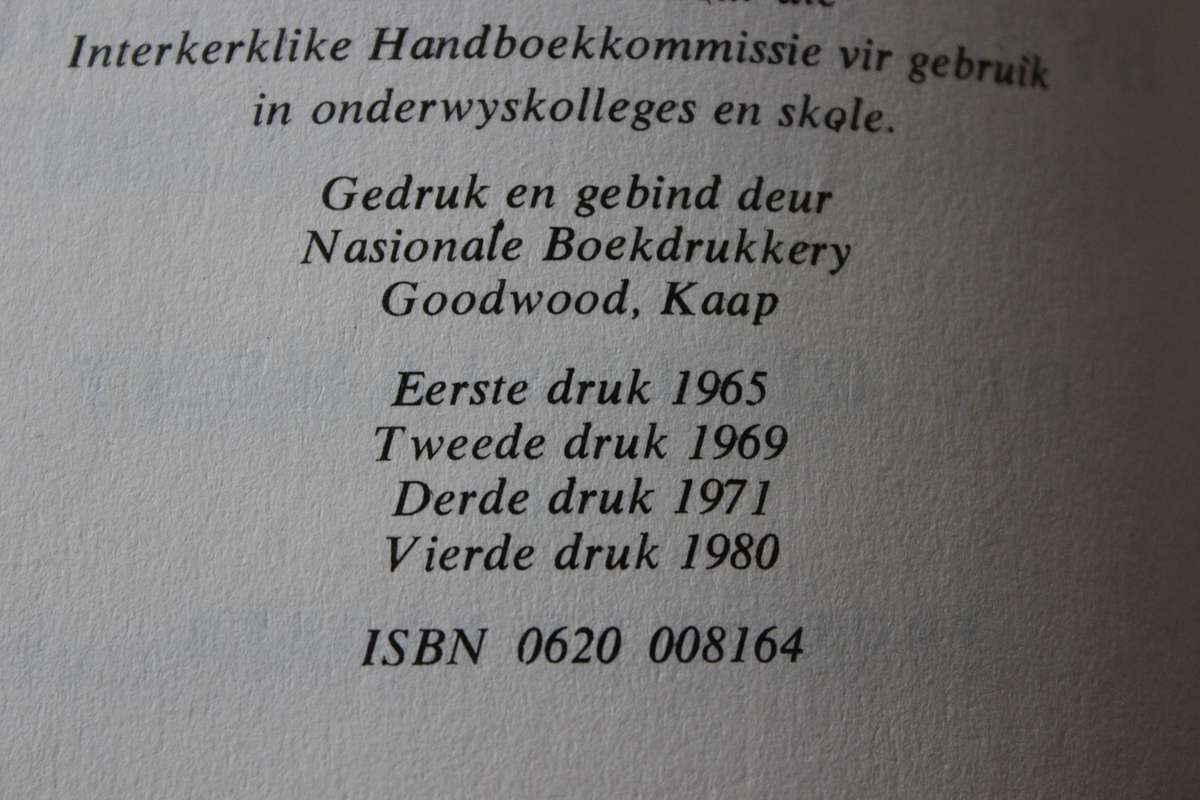 Interkerklike Handboekkommissie vir gebruik
in onderwyskolleges en skole.
Gedruk en gebind deur
Nasionale Boekdrukkery
Goodwood, Kaap
Eerste druk 1965
Tweede druk 1969
Derde druk 1971
Vierde druk 1980
ISBN 0620 008164